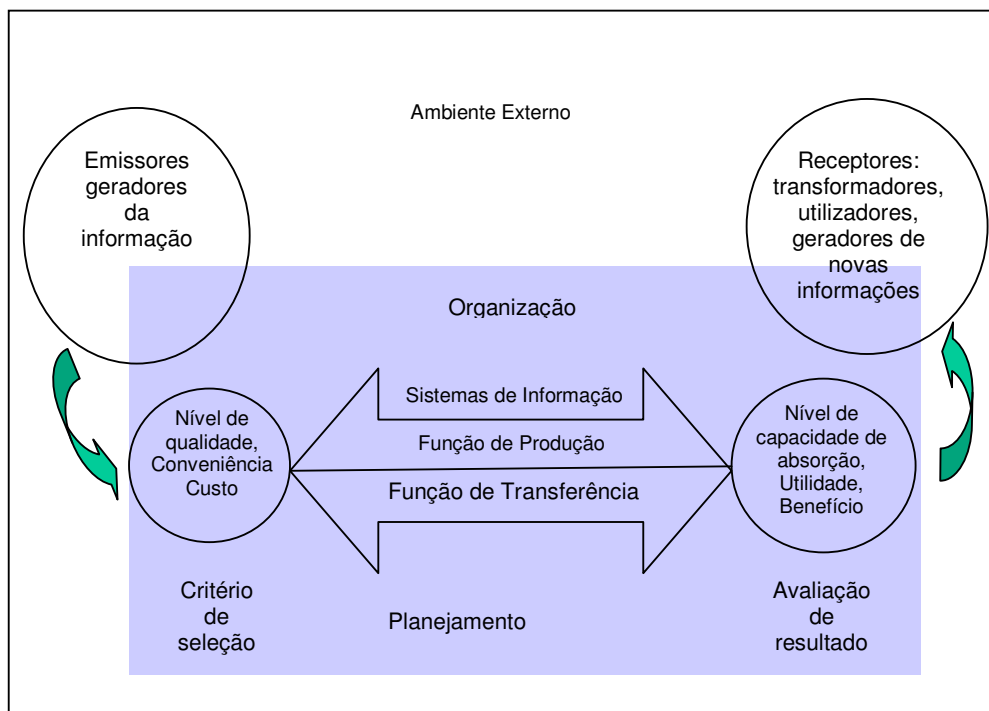 Ambiente Externo
Emissores
geradores
da
informação
Receptores:
transformadores,
utilizadores,
geradores de
novas
informações
Organização
Sistemas de Informação
Função de Produção
Função de Transferência
Nível de
qualidade,
Conveniência
Custo
Nível de
capacidade de
absorção,
Utilidade,
Benefício
Critério
de
seleção
Planejamento
Avaliação
de
resultado